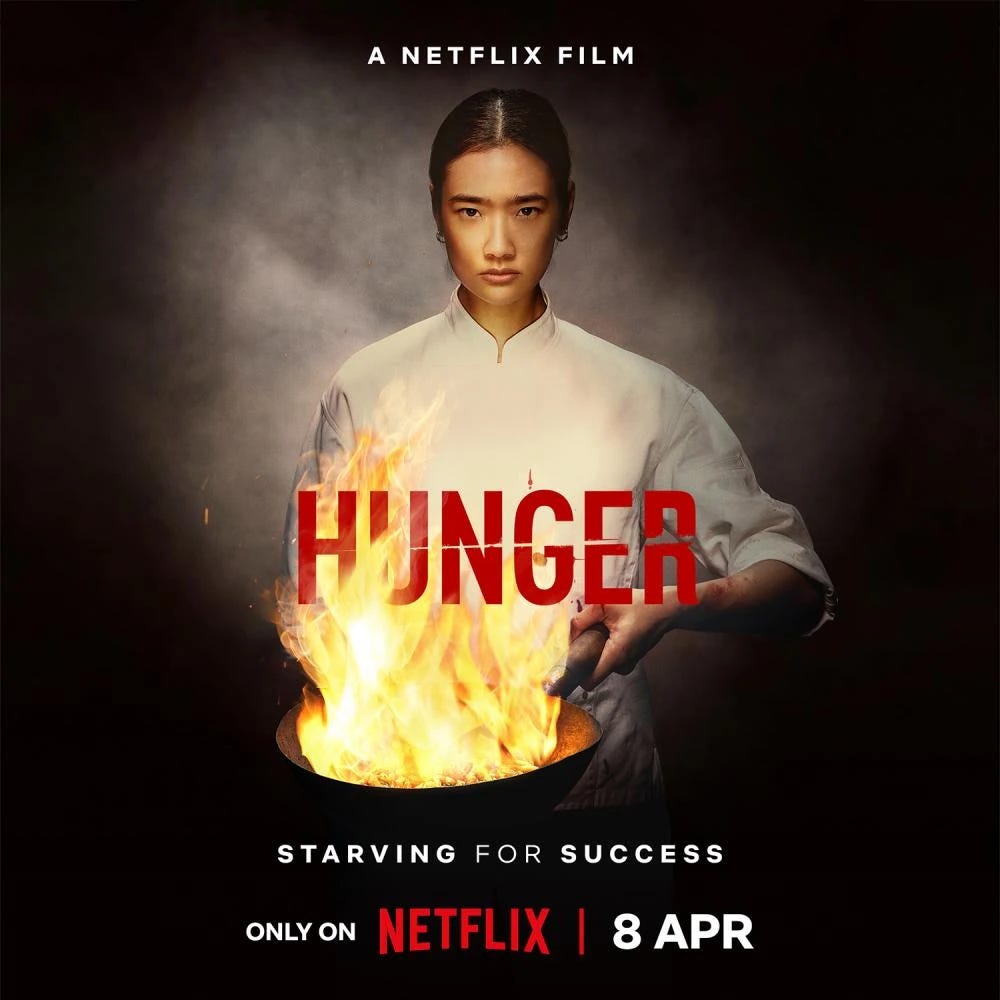 A NETFLIX FILM
HUNGER
STARVING FOR SUCCESS
ONLY ON NETFLIX | 8 APR